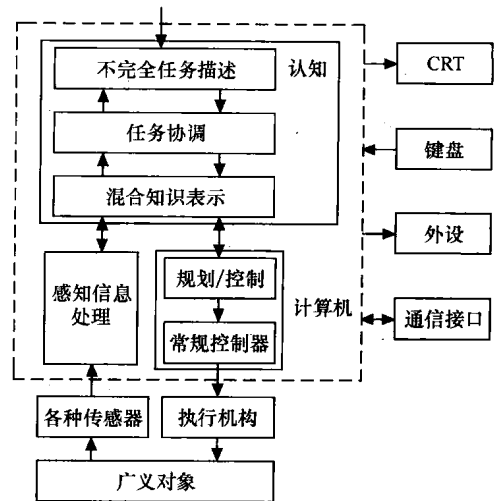 不完全任务描述
认知
CRT
任务协调
键盘
混合知识表示
外设
感知信息
处理
规划/控制
计算机
通信接口
常规控制器
各种传感器
执行机构
广义对象